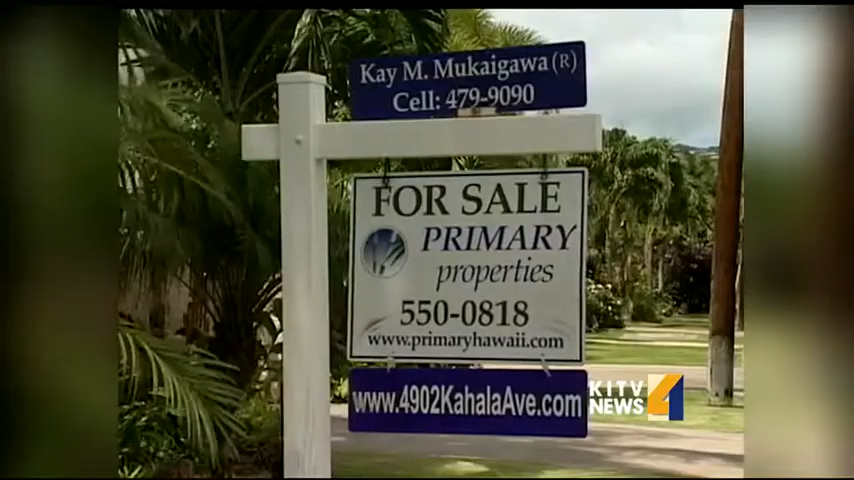 Kay M. Mukaigawa(R)
Cell: 479-9090
FOR SALE
PRIMARY
properties
550-0818
www.primaryhawaii.com
www.4902KahalaAve.com
KITV
NEWS 4